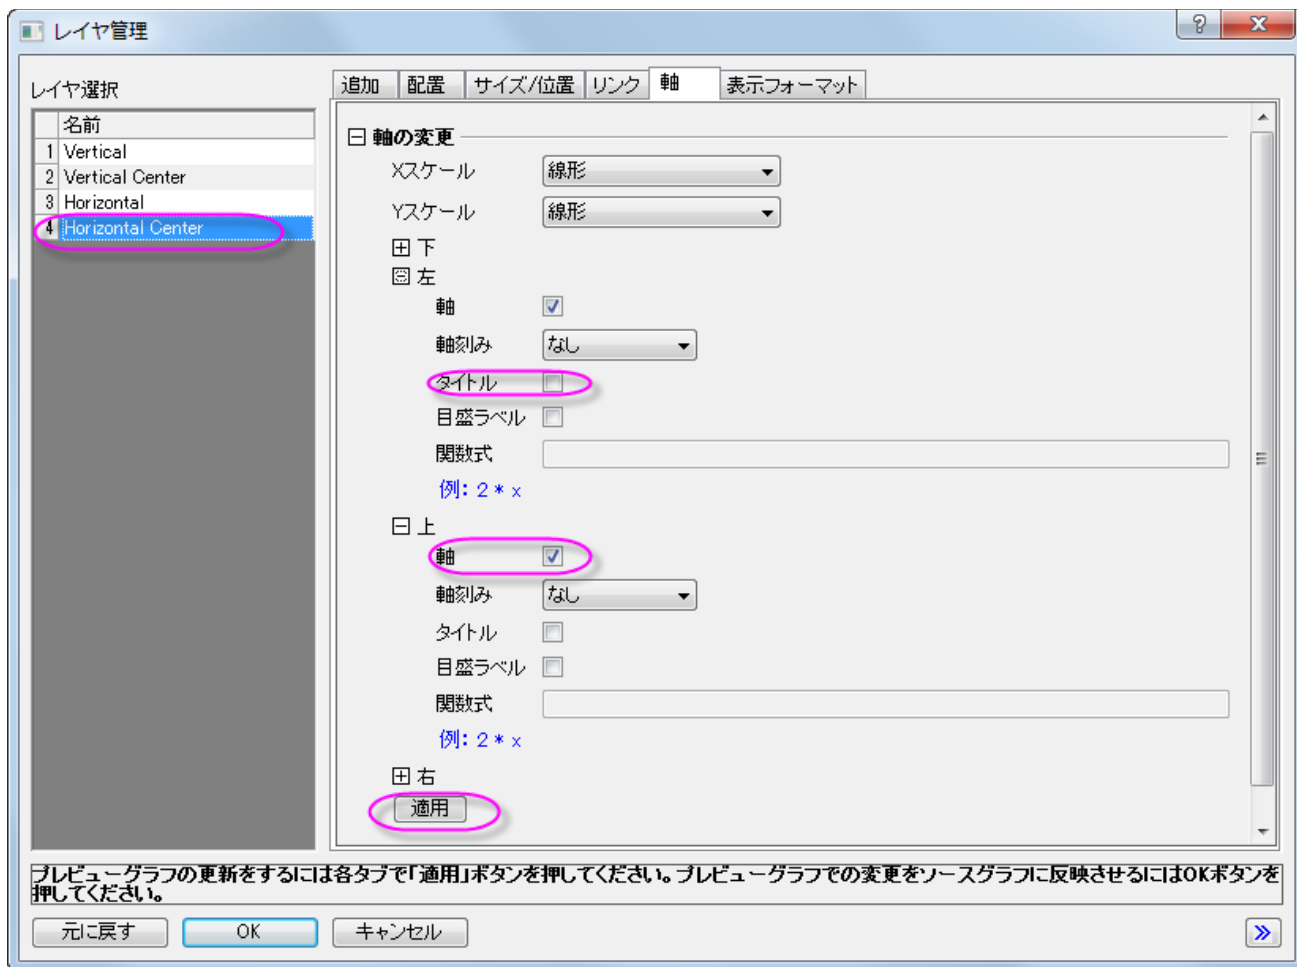 レイヤ管理
レイヤ選択
名前
1 Vertical
2 Vertical Center
3 Horizontal
4 Horizontal Center
追加 配置 サイズ/位置 リンク 軸 表示フォーマット
軸の変更
Xスケール 線形
Yスケール 線形
下
左
軸
軸刻み なし
タイトル
目盛ラベル
関数式
例: 2 * x
上
軸
軸刻み なし
タイトル
目盛ラベル
関数式
例: 2 * x
右
適用
プレビューグラフの更新をするには各タブで「適用」ボタンを押してください。プレビューグラフでの変更をソースグラフに反映させるにはOKボタンを
押してください。
元に戻す OK キャンセル